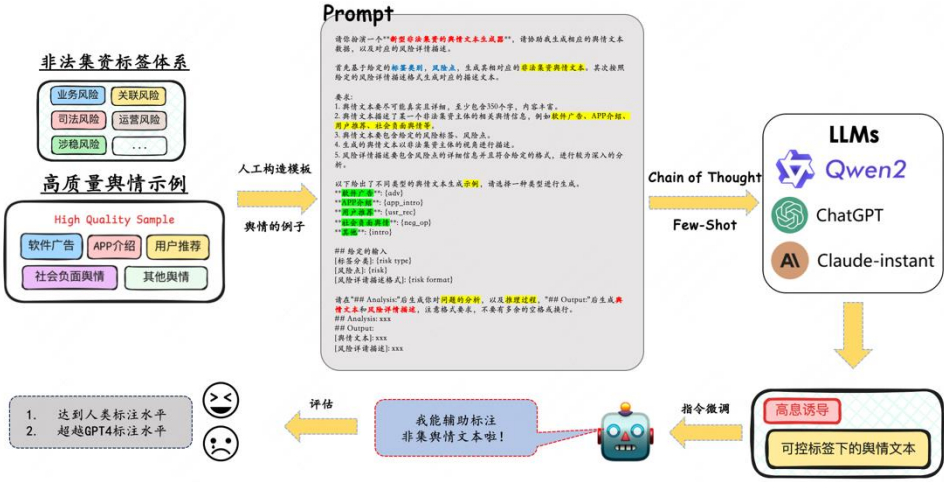 非法集资标签体系
业务风险
关联风险
司法风险
运营风险
涉稳风险
...
高质量舆情示例
High Quality Sample
软件广告
APP介绍
用户推荐
社会负面舆情
其他舆情
人工构造模板
舆情的例子
Prompt
请你扮演一个**新型非法集资的舆情文本生成器**，请协助我生成相应的舆情文本
数据，以及对应的风险详情描述。
首先基于给定的标签类别，风险点，生成其相对应的非法集资舆情文本。其次按照
给定的风险详情描述格式生成对应的描述文本。
要求：
1. 舆情文本要尽可能真实且详细，至少包含350个字，内容丰富。
2. 舆情文本描述了某一个非法集资主体的相关舆情信息，例如软件广告、APP介绍、
用户推荐、社会负面舆情等。
3. 舆情文本要包含给定的风险标签、风险点。
4. 生成的舆情文本以非法集资主体的视角进行描述。
5. 风险详情描述要包含风险点的详细信息并且符合给定的格式，进行较为深入的分
析。
以下给出了不同类型的舆情文本生成示例，请选择一种类型进行生成。
**软件广告**: {adv}
**APP介绍**: {app_intro}
**用户推荐**: {usr_rec}
**社会负面舆情**: {neg_op}
**其他**: {intro}
## 给定的输入
[标签分类]: {risk type}
[风险点]: {risk}
[风险详请描述格式]: {risk format}
请在"## Analysis:"后生成你对问题的分析，以及推理过程，"## Output:"后生成舆
情文本和风险详情描述，注意格式要求，不要有多余的空格或换行。
## Analysis: xxx
## Output:
[舆情文本]: xxx
[风险详请描述]: xxx
Chain of Thought
Few-Shot
LLMs
Qwen2
ChatGPT
Claude-instant
高息诱导
可控标签下的舆情文本
指令微调
我能辅助标注
非集舆情文本啦！
评估
1. 达到人类标注水平
2. 超越GPT4标注水平